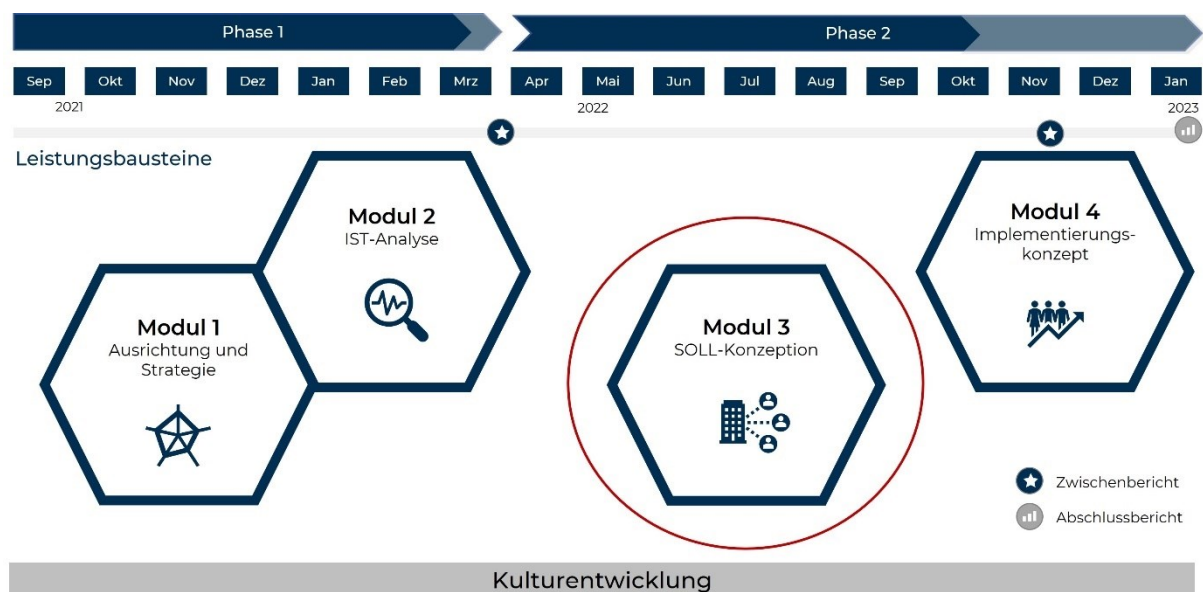 Phase 1
Phase 2
Sep Okt Nov Dez Jan Feb Mrz Apr Mai Jun Jul Aug Sep Okt Nov Dez Jan
2021 2022 2023
Leistungsbausteine
Modul 1
Ausrichtung und
Strategie
Modul 2
IST-Analyse
Modul 3
SOLL-Konzeption
Modul 4
Implementierungs-
konzept
Zwischenbericht
Abschlussbericht
Kulturentwicklung